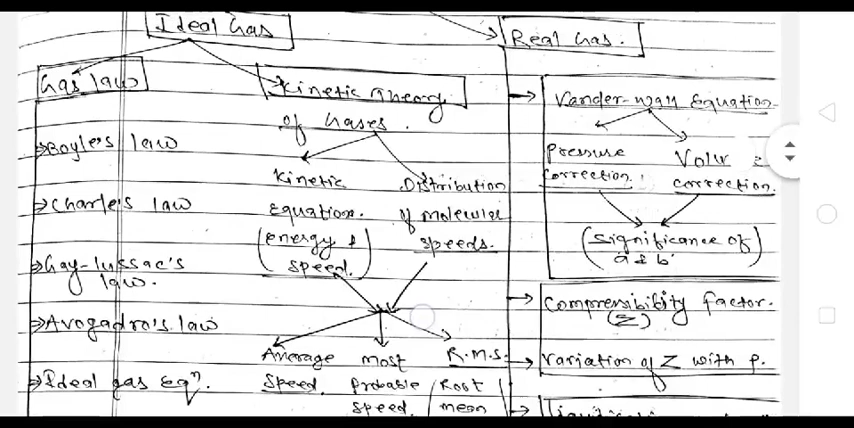 Ideal Gas
Real Gas.
Gas law
Kinetic Theory
of Gases.
Vander-wall Equation
→Boyle's law
Pressure
correction
correction.
Kinetic
Equation.
(energy &
speed)
Distribution
of molecular
speeds.
→Charle's law
(significance of
a & b)
→Gay-lussac's
law.
Compressibility factor.
(Z)
→Avogadro's law
Average
Speed
most
Probable
speed.
R.M.S.
(Root
mean
variation of Z with P.
→Ideal gas Eqn.